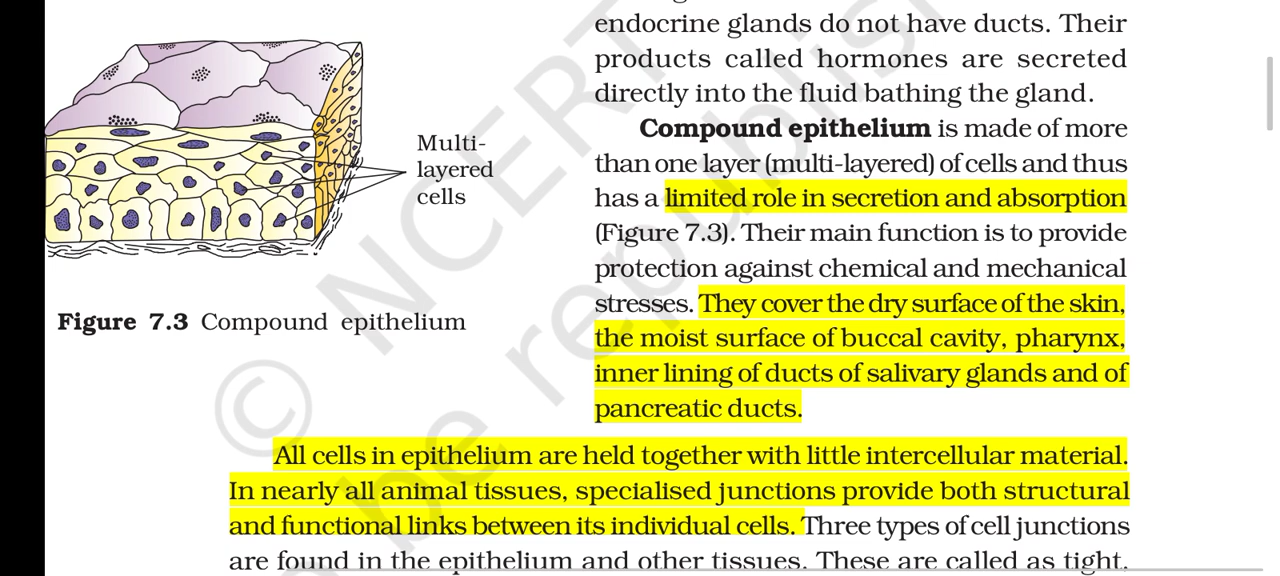 endocrine glands do not have ducts. Their
products called hormones are secreted
directly into the fluid bathing the gland.
Compound epithelium is made of more
than one layer (multi-layered) of cells and thus
has a limited role in secretion and absorption
(Figure 7.3). Their main function is to provide
protection against chemical and mechanical
stresses. They cover the dry surface of the skin,
the moist surface of buccal cavity, pharynx,
inner lining of ducts of salivary glands and of
pancreatic ducts.
Multi-
layered
cells
Figure 7.3 Compound epithelium
All cells in epithelium are held together with little intercellular material.
In nearly all animal tissues, specialised junctions provide both structural
and functional links between its individual cells. Three types of cell junctions
are found in the epithelium and other tissues. These are called as tight,
© NCERT
be republis